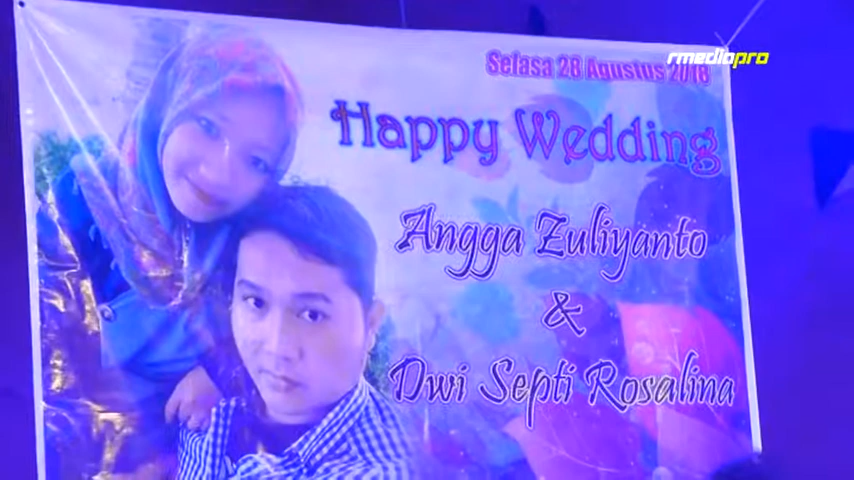 rmediapro
Selasa 28 Agustus 2018
Happy Wedding
Angga Zuliyanto
&
Dwi Septi Rosalina